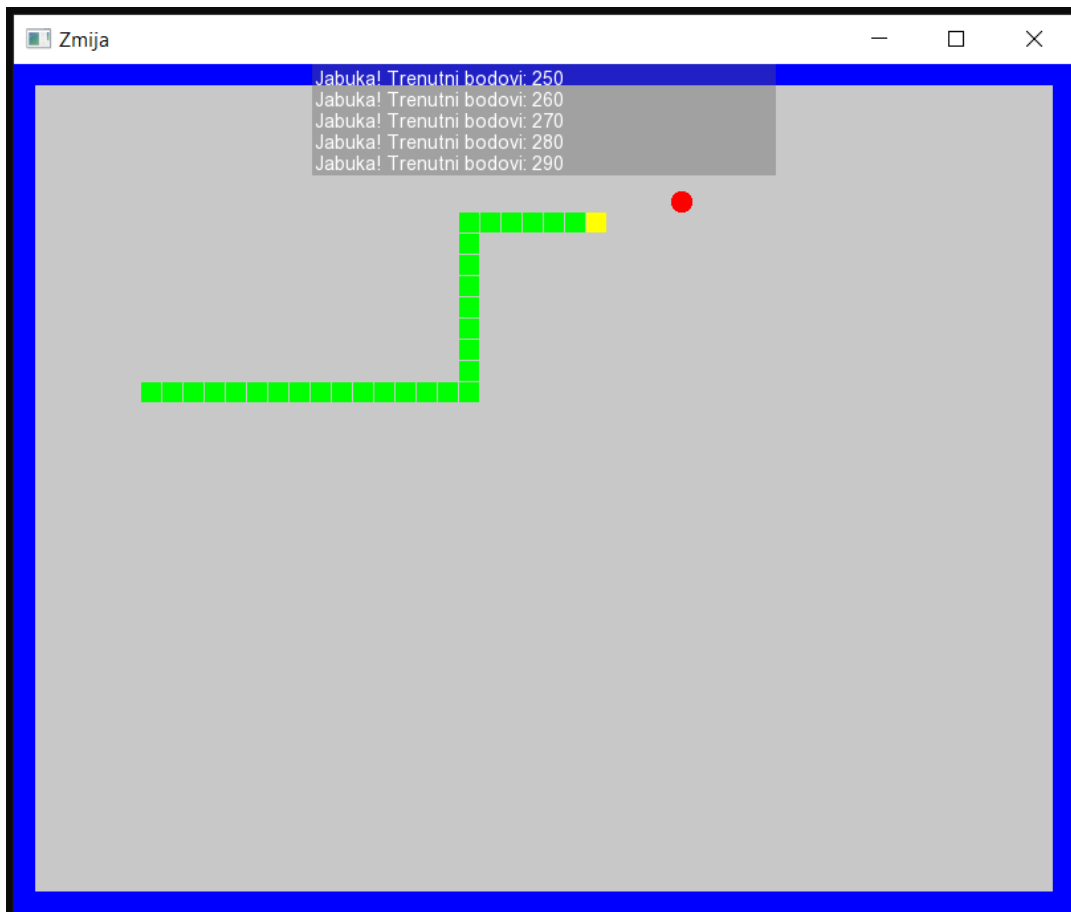 Zmija
Jabuka! Trenutni bodovi: 250
Jabuka! Trenutni bodovi: 260
Jabuka! Trenutni bodovi: 270
Jabuka! Trenutni bodovi: 280
Jabuka! Trenutni bodovi: 290